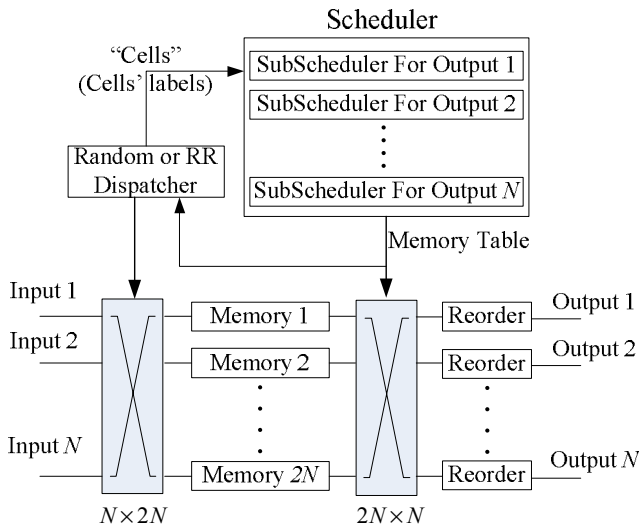 Scheduler
“Cells”
(Cells’ labels)
SubScheduler For Output 1
SubScheduler For Output 2
SubScheduler For Output N
Random or RR
Dispatcher
Memory Table
Input 1
Input 2
Input N
Memory 1
Memory 2
Memory 2N
Reorder
Reorder
Reorder
Output 1
Output 2
Output N
N × 2N
2N × N